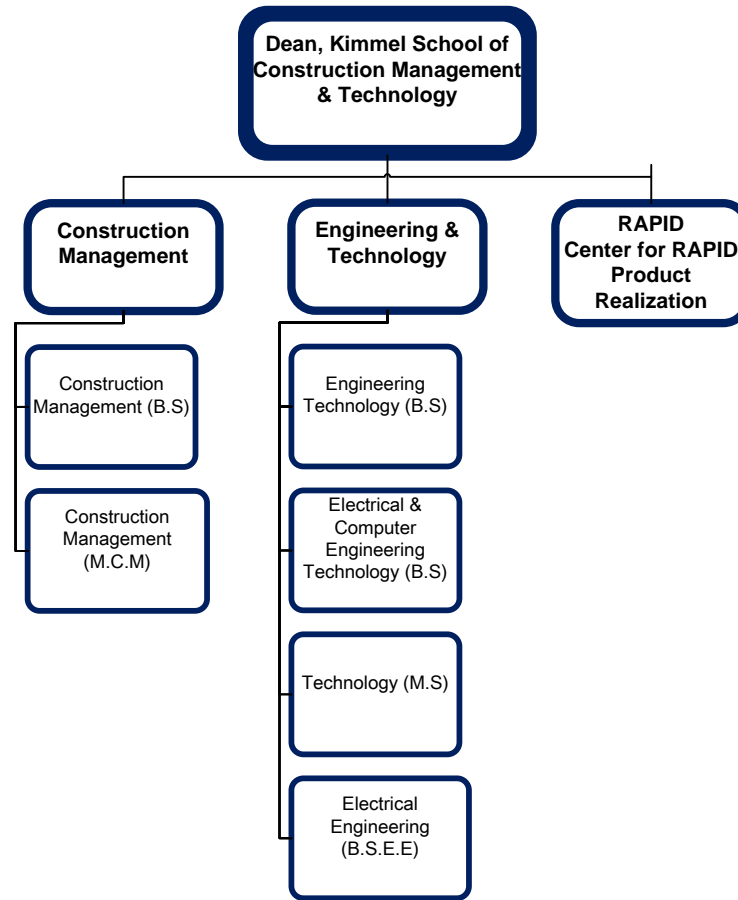 Dean, Kimmel School of
Construction Management
& Technology
Construction
Management
Engineering &
Technology
RAPID
Center for RAPID
Product
Realization
Construction
Management (B.S)
Construction
Management
(M.C.M)
Engineering
Technology (B.S)
Electrical &
Computer
Engineering
Technology (B.S)
Technology (M.S)
Electrical
Engineering
(B.S.E.E)